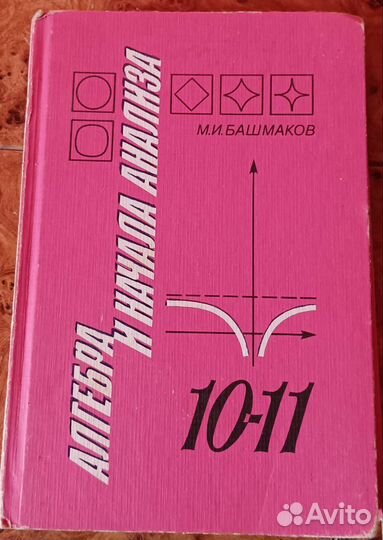 М.И.БАШМАКОВ
АЛГЕБРА
И НАЧАЛА АНАЛИЗА
10-11
Avito